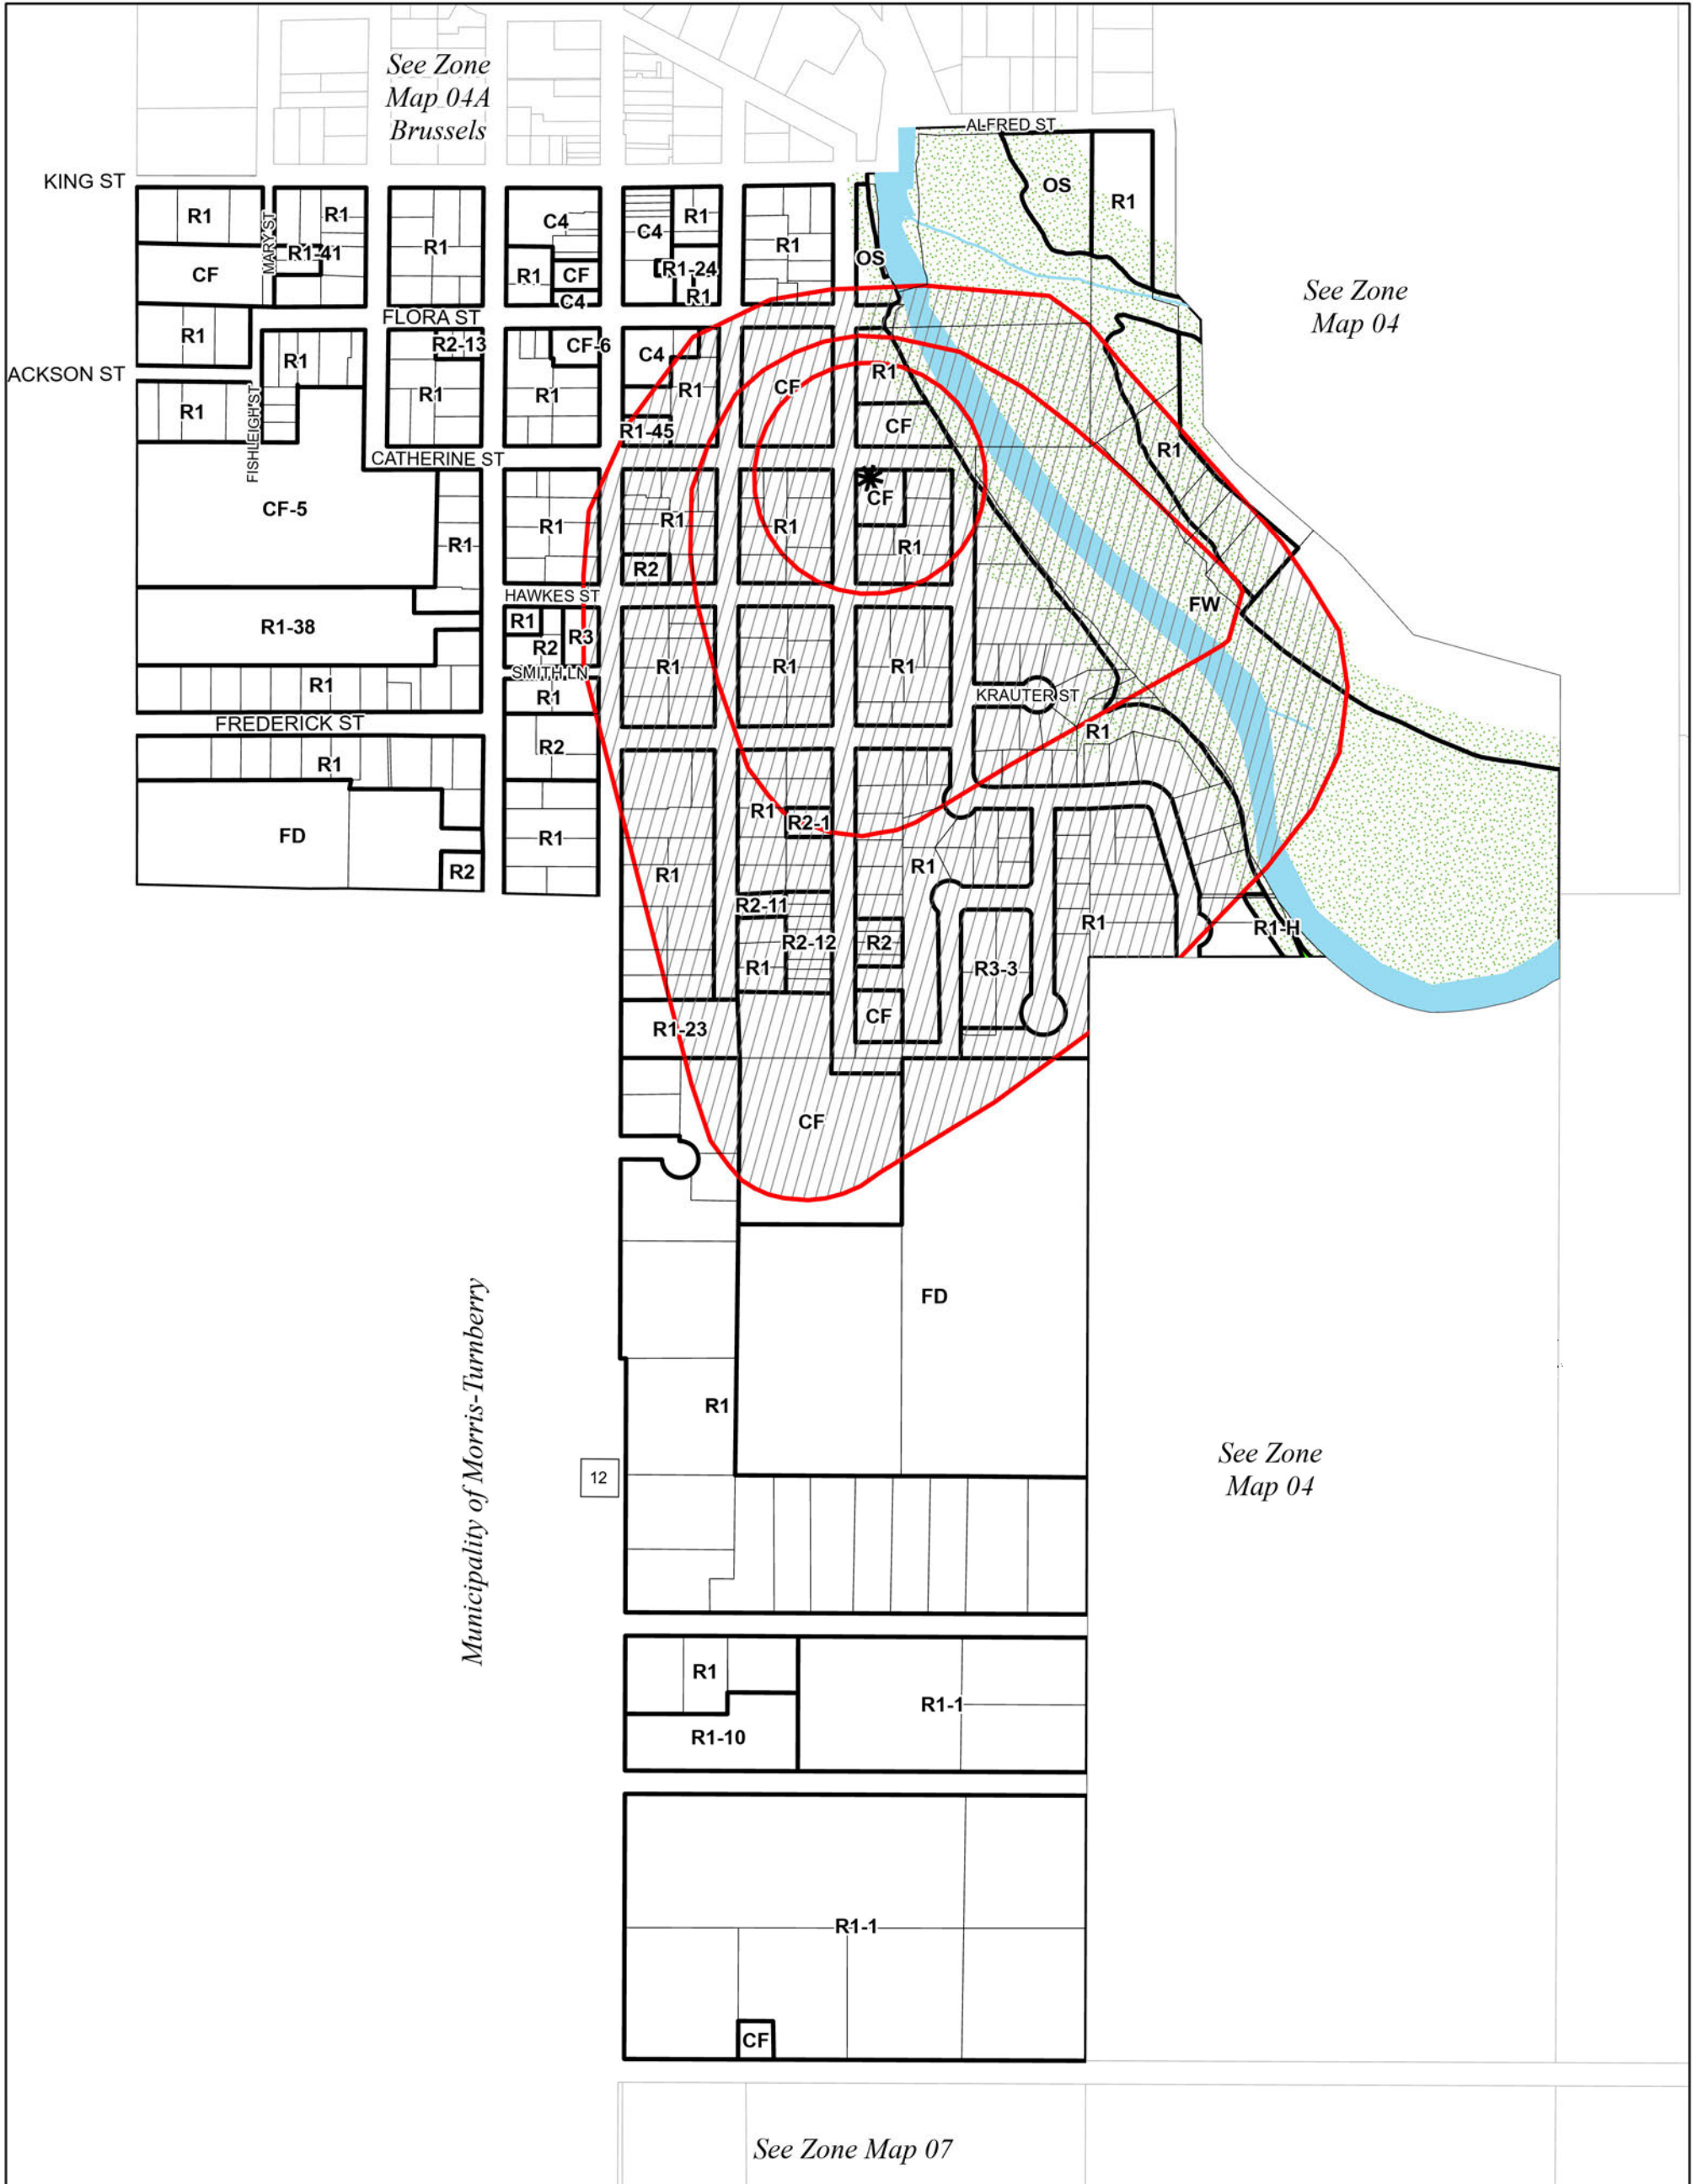 See Zone
Map 04A
Brussels
ALFRED ST
KING ST
OS
R1
R1
R1
C4
R1
C4
R1
R1
R1-41
MARY ST
CF
R1
CF
C4
R1-24
R1
OS
See Zone
Map 04
FLORA ST
R1
R2-13
CF-6
C4
R1
ACKSON ST
R1
R1
R1
R1
CF
R1
FISHLEIGH ST
R1-45
CF
CATHERINE ST
R1
CF-5
R1
R1
R1
R1
CF
R1
R2
HAWKES ST
FW
R1-38
R1
R2
R3
R1
R1
R1
SMITH LN
R1
R1
KRAUTER ST
FREDERICK ST
R1
R2
R1
FD
R1
R1
R2-1
R2
R1
R1
R2-11
R2-12
R2
R1
R1-H
R1
R3-3
R1-23
CF
CF
FD
Municipality of Morris-Turnberry
R1
12
See Zone
Map 04
R1
R1-1
R1-10
R1-1
CF
See Zone Map 07